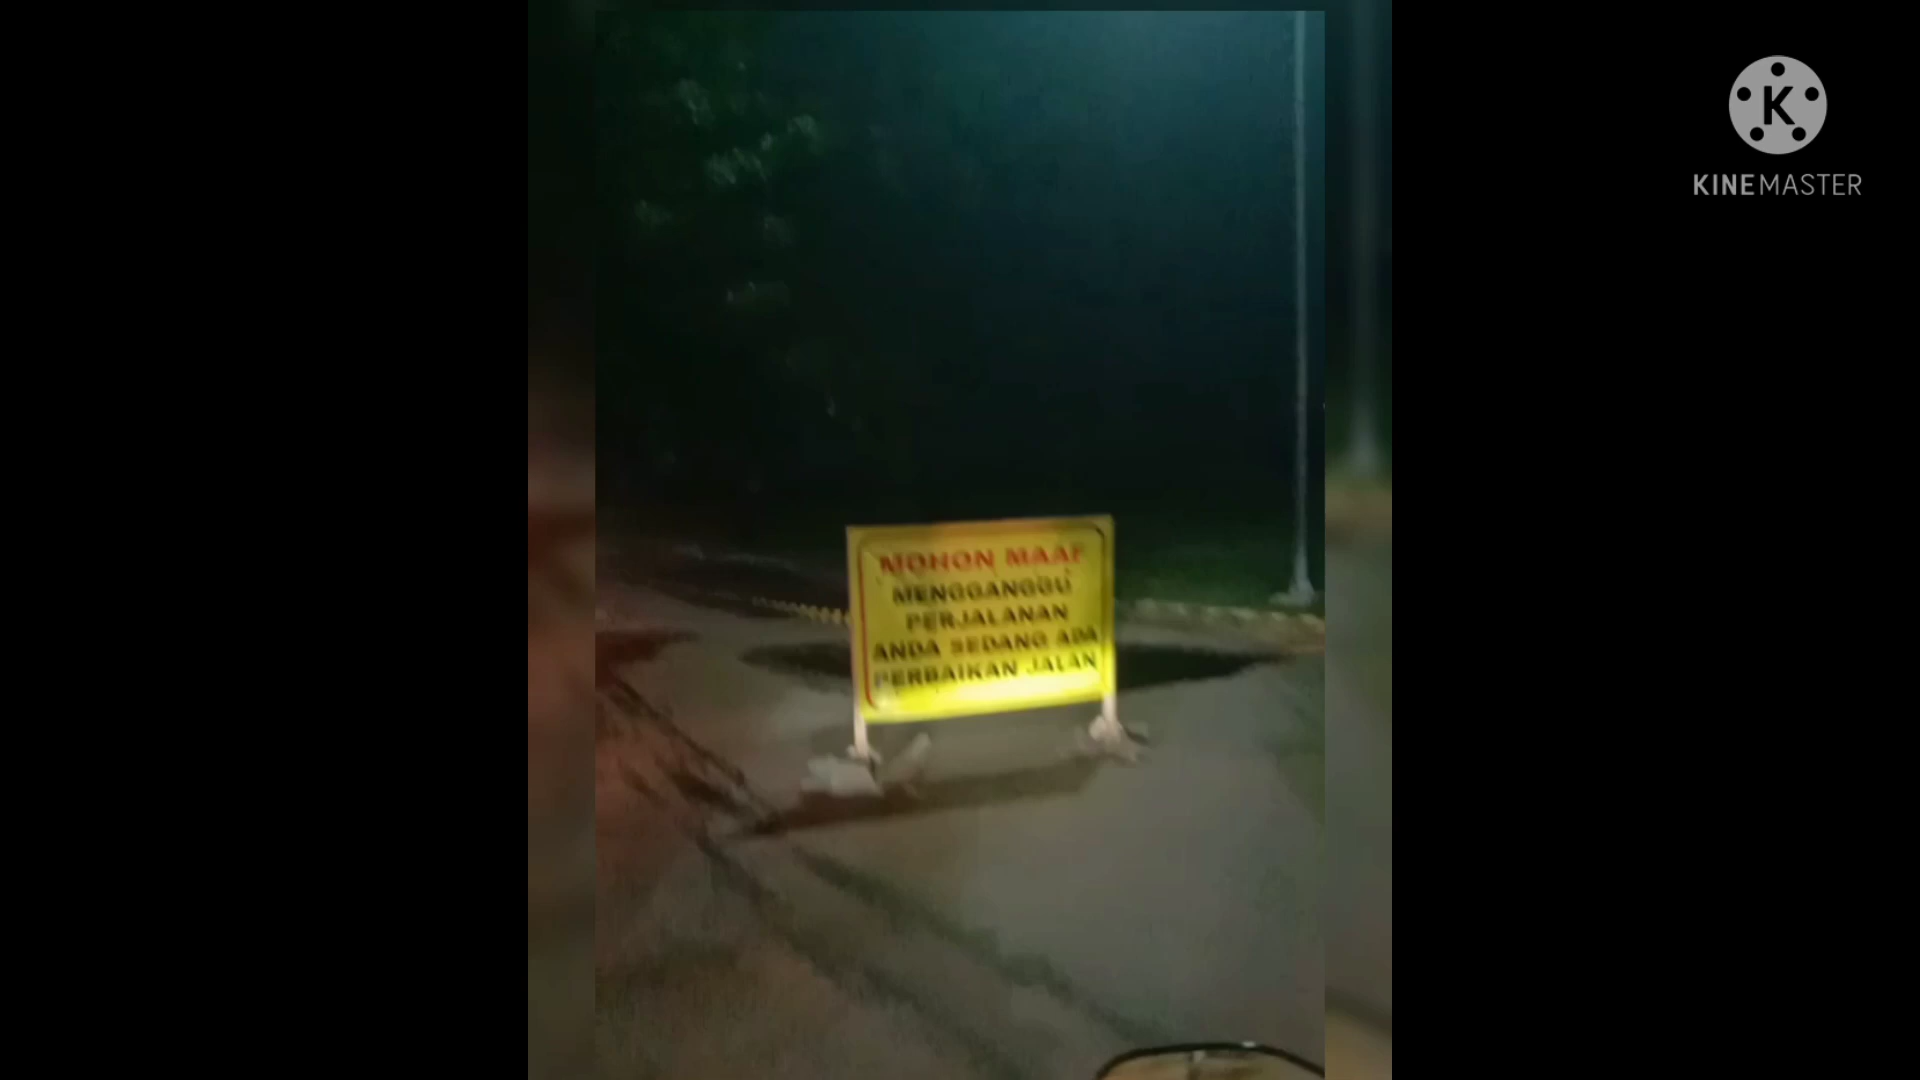 MOHON MAAF
MENGGANGGU
PERJALANAN
ANDA SEDANG ADA
PERBAIKAN JALAN
K
KINEMASTER